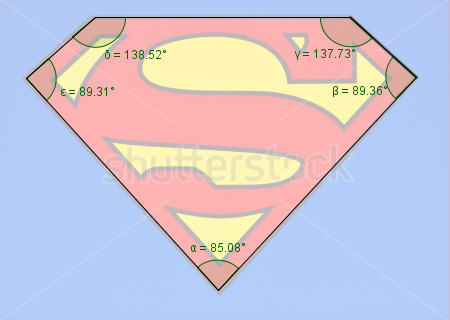 δ = 138.52°
γ = 137.73°
ε = 89.31°
β = 89.36°
shutterstock
α = 85.08°